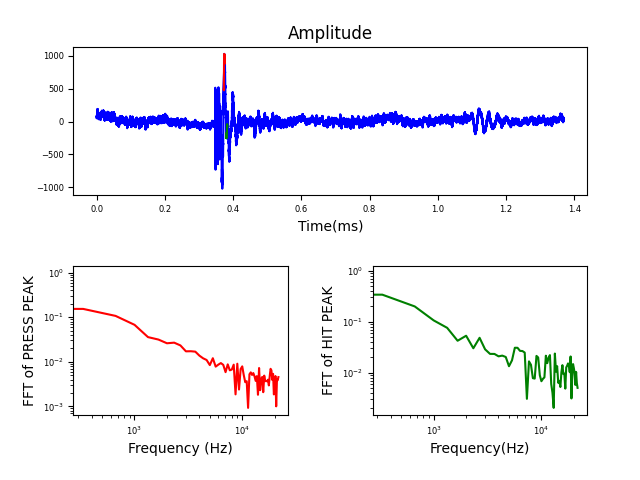 Amplitude
1000
500
0
−500
−1000
0.0 0.2 0.4 0.6 0.8 1.0 1.2 1.4
Time(ms)
FFT of PRESS PEAK
10⁰
10⁻¹
10⁻²
10⁻³
10³ 10⁴
Frequency (Hz)
FFT of HIT PEAK
10⁰
10⁻¹
10⁻²
10³ 10⁴
Frequency(Hz)